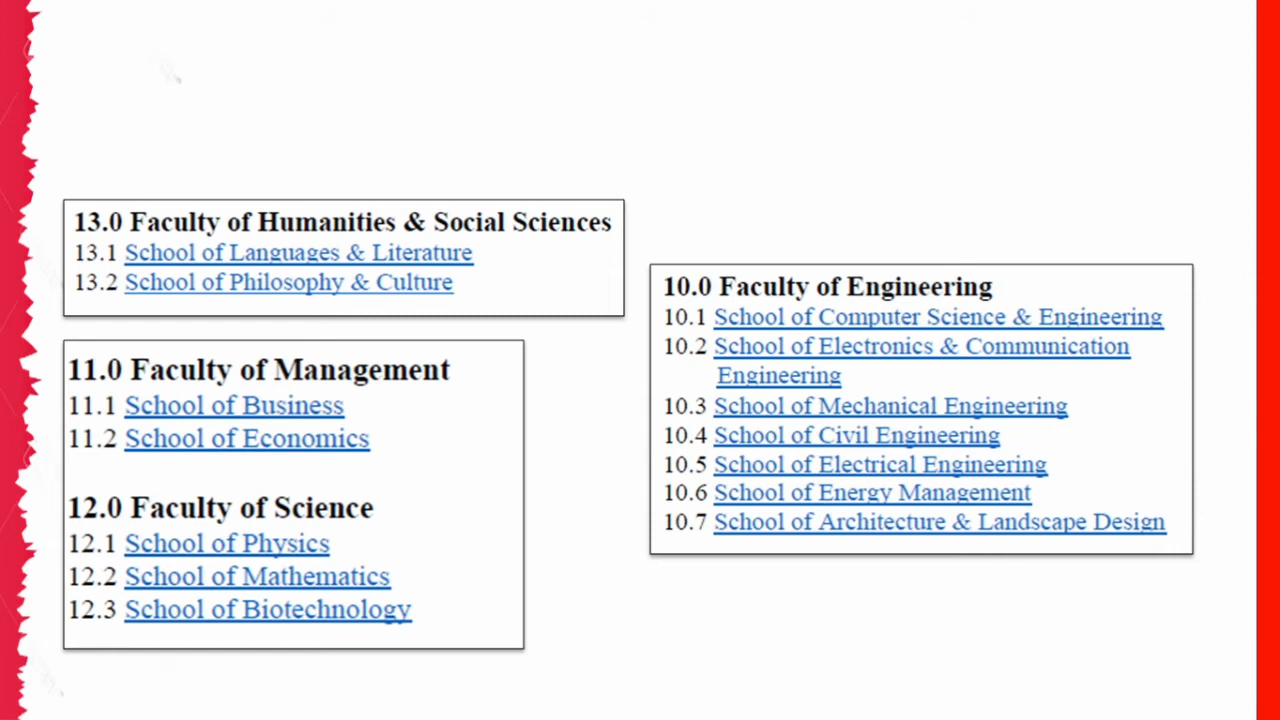 13.0 Faculty of Humanities & Social Sciences
13.1 School of Languages & Literature
13.2 School of Philosophy & Culture
11.0 Faculty of Management
11.1 School of Business
11.2 School of Economics
12.0 Faculty of Science
12.1 School of Physics
12.2 School of Mathematics
12.3 School of Biotechnology
10.0 Faculty of Engineering
10.1 School of Computer Science & Engineering
10.2 School of Electronics & Communication
Engineering
10.3 School of Mechanical Engineering
10.4 School of Civil Engineering
10.5 School of Electrical Engineering
10.6 School of Energy Management
10.7 School of Architecture & Landscape Design